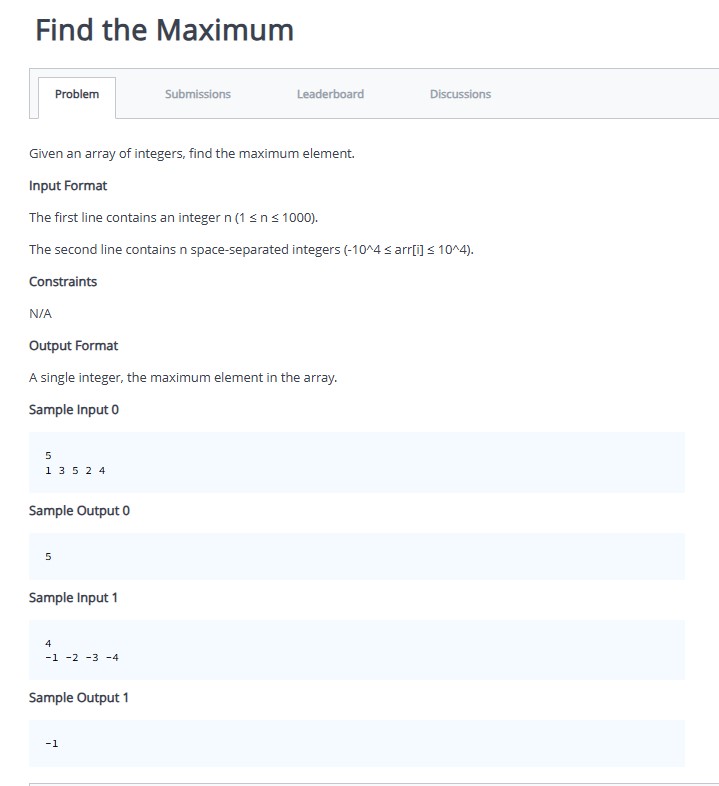 Find the Maximum
Problem Submissions Leaderboard Discussions
Given an array of integers, find the maximum element.
Input Format
The first line contains an integer n (1 ≤ n ≤ 1000).
The second line contains n space-separated integers (-10^4 ≤ arr[i] ≤ 10^4).
Constraints
N/A
Output Format
A single integer, the maximum element in the array.
Sample Input 0
5
1 3 5 2 4
Sample Output 0
5
Sample Input 1
4
-1 -2 -3 -4
Sample Output 1
-1